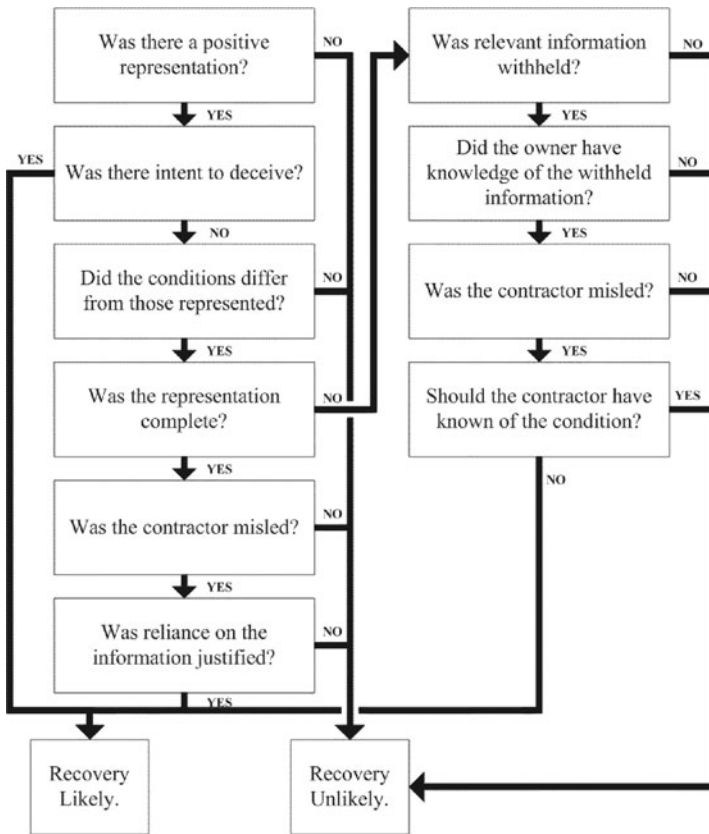 Was there a positive
representation?
NO
YES
Was there intent to deceive?
YES
NO
Did the conditions differ
from those represented?
NO
YES
Was the representation
complete?
NO
YES
Was the contractor misled?
NO
YES
Was reliance on the
information justified?
NO
YES
Was relevant information
withheld?
NO
YES
Did the owner have
knowledge of the withheld
information?
NO
YES
Was the contractor misled?
NO
YES
Should the contractor have
known of the condition?
YES
NO
Recovery
Likely.
Recovery
Unlikely.